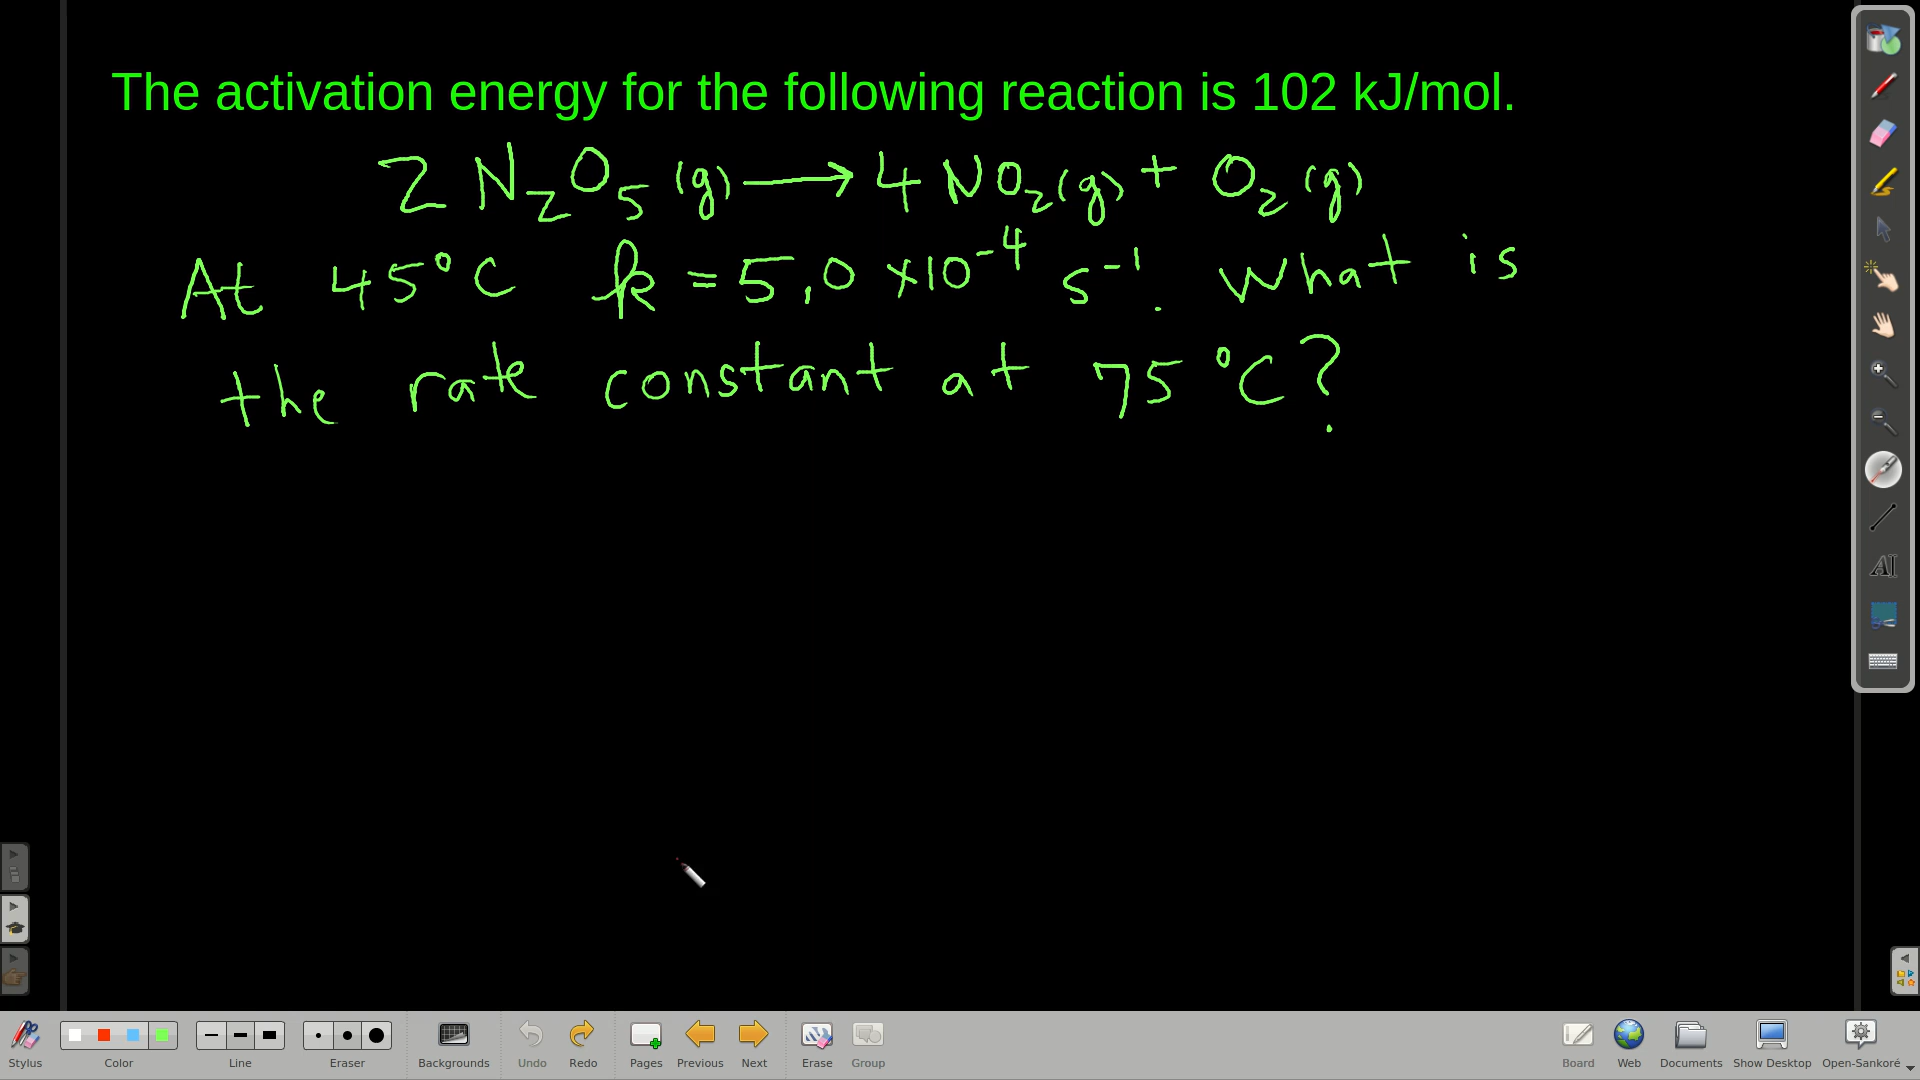 The activation energy for the following reaction is 102 kJ/mol.
2 N₂O₅ (g) → 4 NO₂(g) + O₂ (g)
At 45°C k = 5.0 ×10⁻⁴ s⁻¹. What is
the rate constant at 75 °C?
AI
Stylus Color Line Eraser Backgrounds Undo Redo Pages Previous Next Erase Group Board Web Documents Show Desktop Open-Sankoré